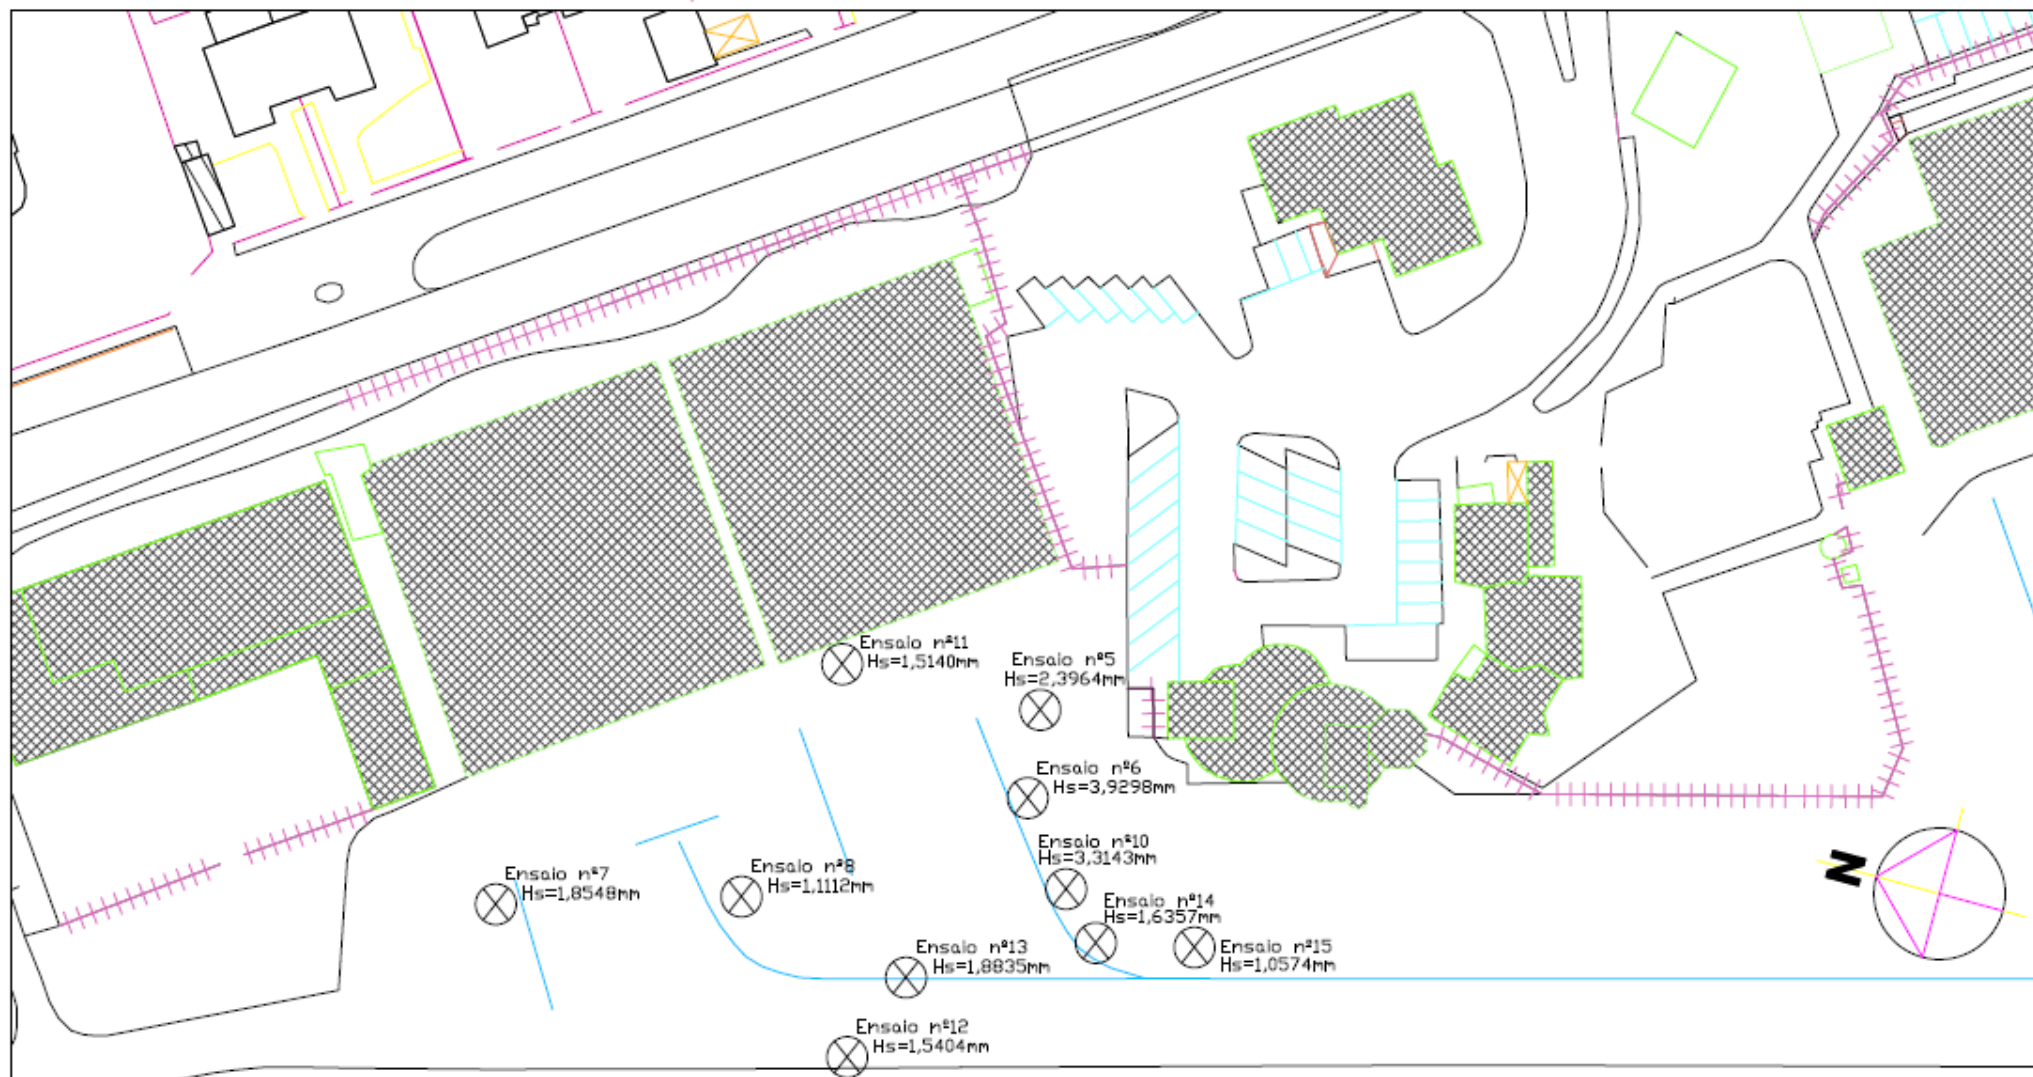 Ensaio nº11
Hs=1,5140mm
Ensaio nº5
Hs=2,3964mm
Ensaio nº6
Hs=3,9298mm
Ensaio nº10
Hs=3,3143mm
Ensaio nº7
Hs=1,8548mm
Ensaio nº8
Hs=1,1112mm
Ensaio nº14
Hs=1,6357mm
Ensaio nº13
Hs=1,8835mm
Ensaio nº15
Hs=1,0574mm
Ensaio nº12
Hs=1,5404mm
N